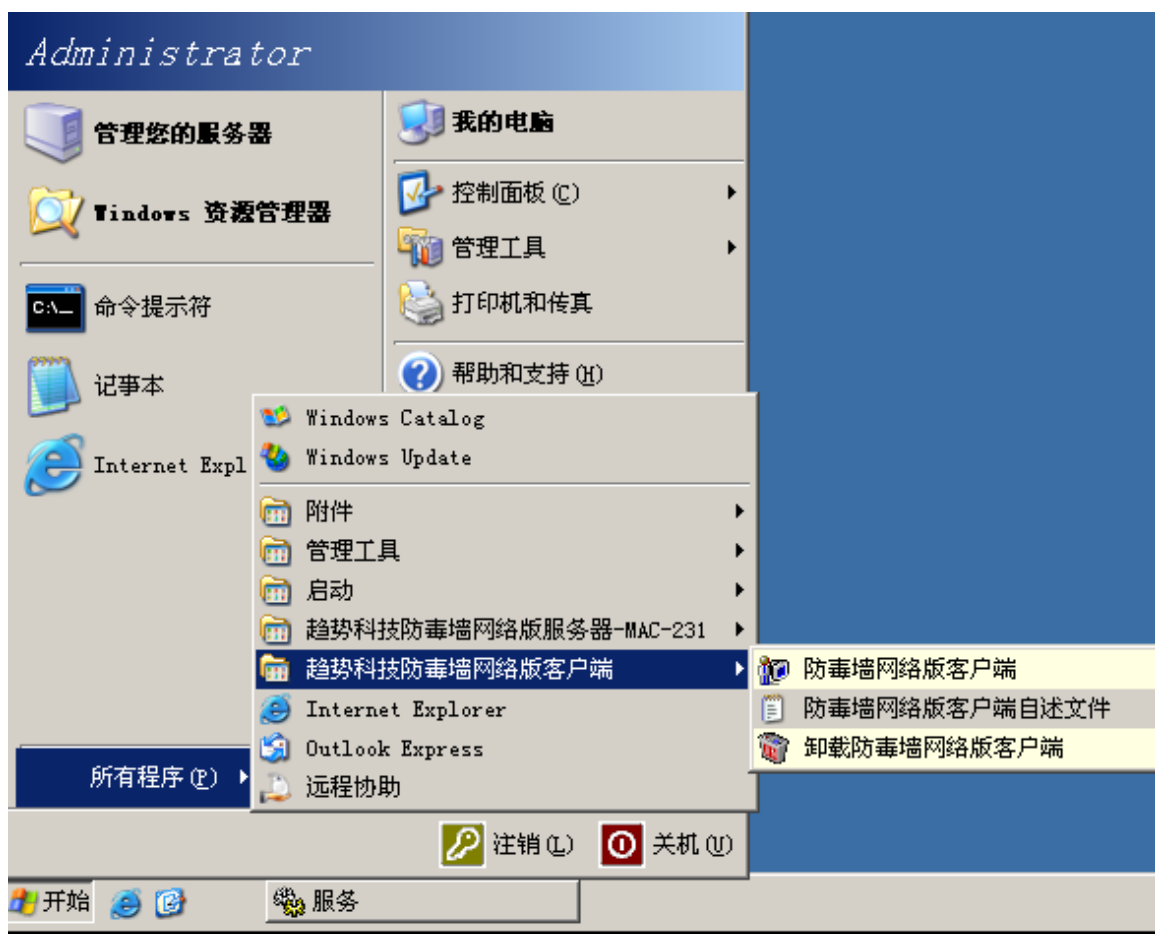 Administrator
管理您的服务器
Windows 资源管理器
命令提示符
记事本
Internet Expl
所有程序(P)
我的电脑
控制面板(C)
管理工具
打印机和传真
帮助和支持(H)
Windows Catalog
Windows Update
附件
管理工具
启动
趋势科技防毒墙网络版服务器-MAC-231
趋势科技防毒墙网络版客户端
Internet Explorer
Outlook Express
远程协助
防毒墙网络版客户端
防毒墙网络版客户端自述文件
卸载防毒墙网络版客户端
注销(L)
关机(U)
开始
服务
C:\_